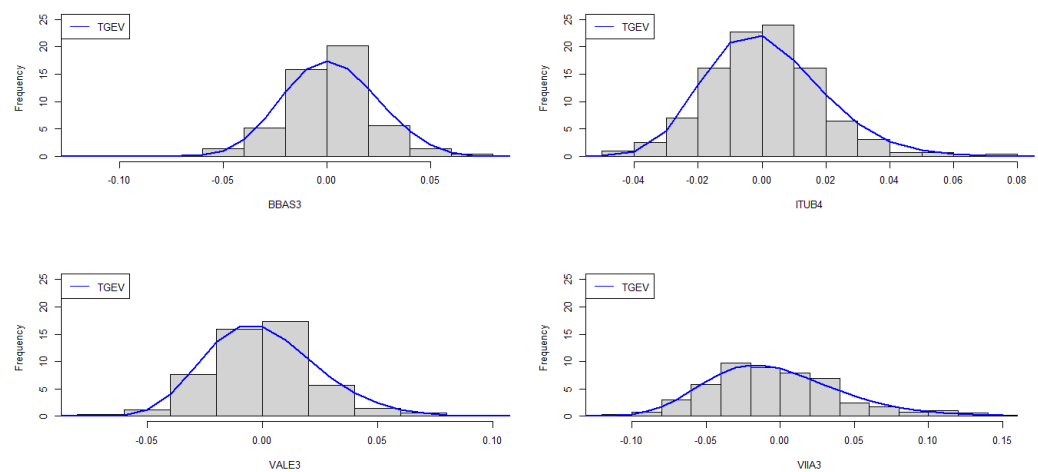 TGEV
Frequency
0 5 10 15 20 25
-0.10 -0.05 0.00 0.05
BBAS3
TGEV
Frequency
0 5 10 15 20 25
-0.04 -0.02 0.00 0.02 0.04 0.06 0.08
ITUB4
TGEV
Frequency
0 5 10 15 20 25
-0.05 0.00 0.05 0.10
VALE3
TGEV
Frequency
0 5 10 15 20 25
-0.10 -0.05 0.00 0.05 0.10 0.15
VIIA3